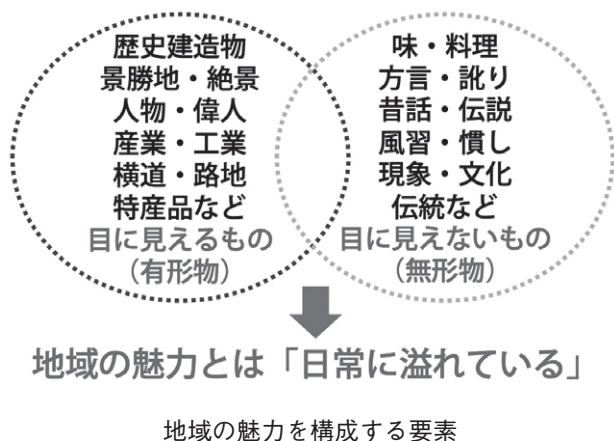 歴史建造物
景勝地・絶景
人物・偉人
産業・工業
横道・路地
特産品など
目に見えるもの
（有形物）
味・料理
方言・訛り
昔話・伝説
風習・慣し
現象・文化
伝統など
目に見えないもの
（無形物）
地域の魅力とは「日常に溢れている」
地域の魅力を構成する要素